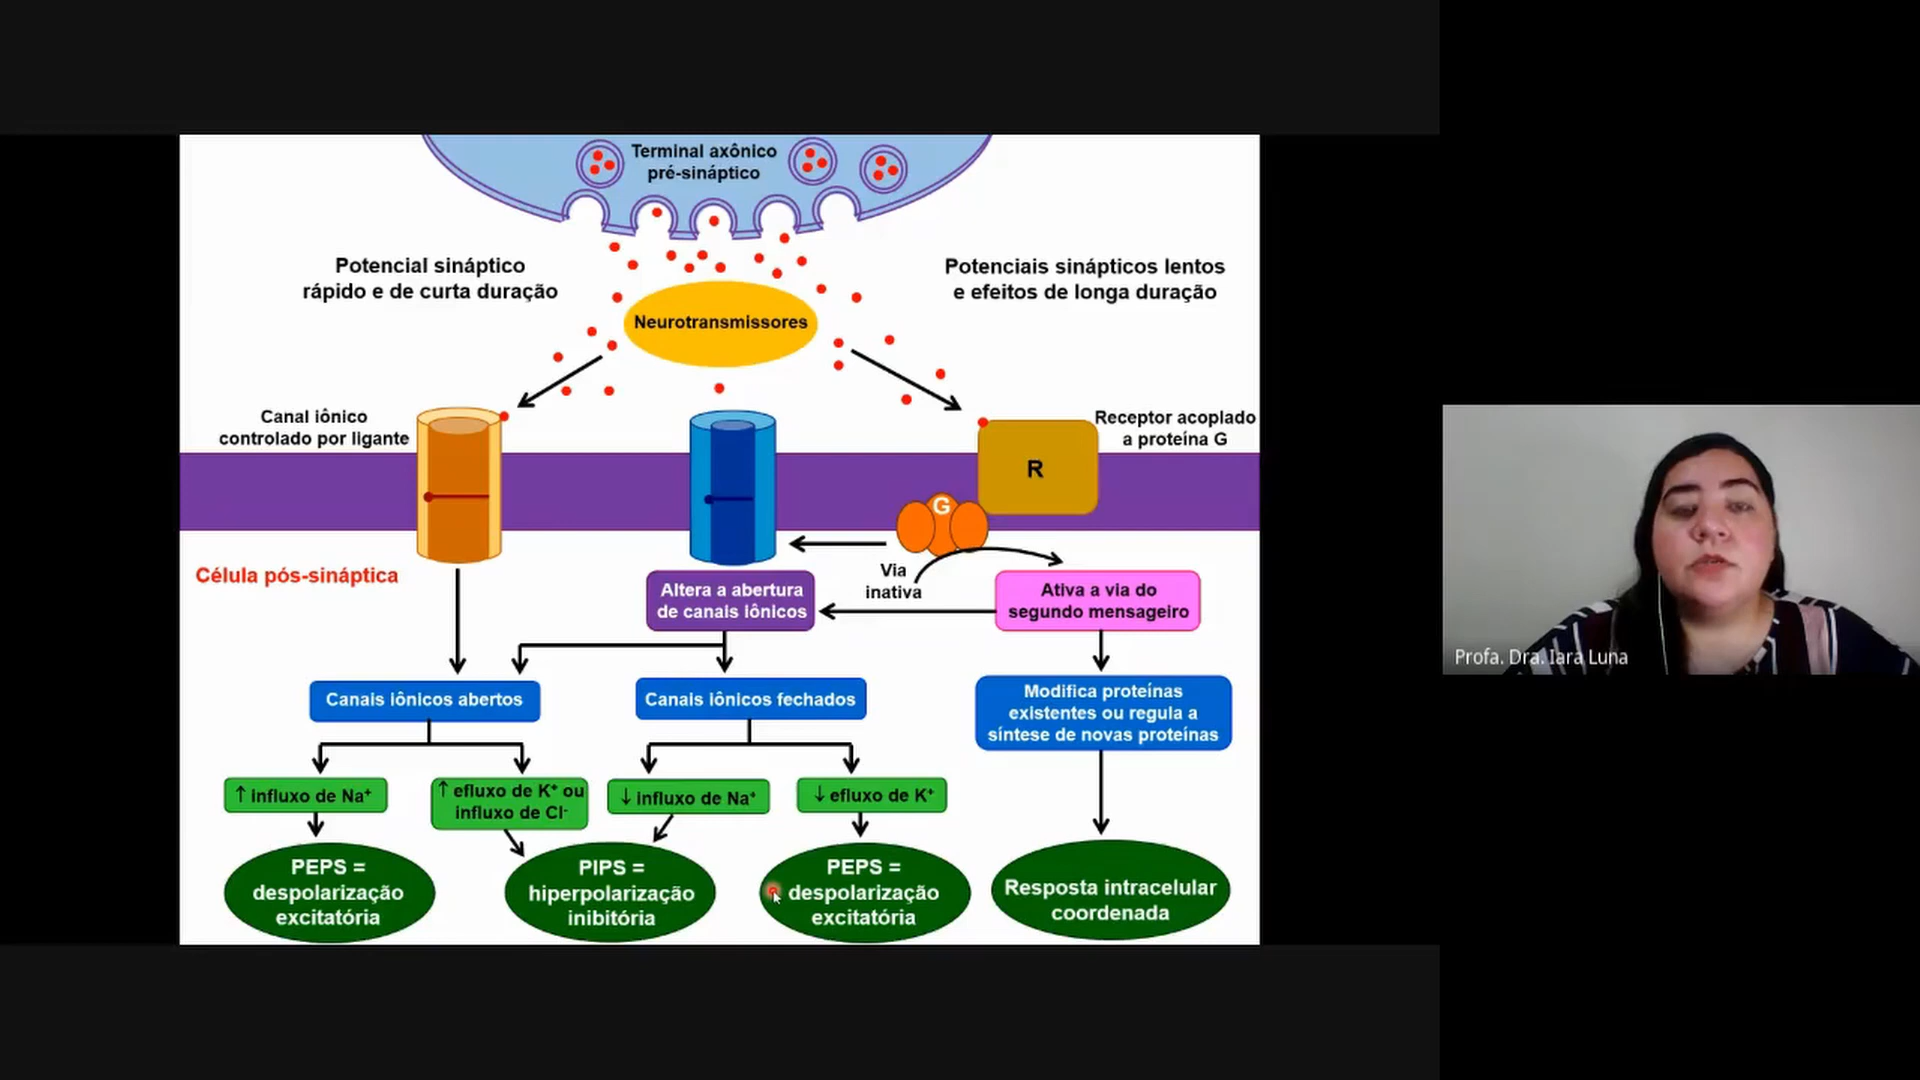 Terminal axônico
pré-sináptico
Potencial sináptico
rápido e de curta duração
Potenciais sinápticos lentos
e efeitos de longa duração
Neurotransmissores
Canal iônico
controlado por ligante
Receptor acoplado
a proteína G
R
G
Célula pós-sináptica
Via
inativa
Altera a abertura
de canais iônicos
Ativa a via do
segundo mensageiro
Canais iônicos abertos
Canais iônicos fechados
Modifica proteínas
existentes ou regula a
síntese de novas proteínas
↑ influxo de Na⁺
↑ efluxo de K⁺ ou
influxo de Cl⁻
↓ influxo de Na⁺
↓ efluxo de K⁺
PEPS =
despolarização
excitatória
PIPS =
hiperpolarização
inibitória
PEPS =
despolarização
excitatória
Resposta intracelular
coordenada
Profa. Dra. Iara Luna